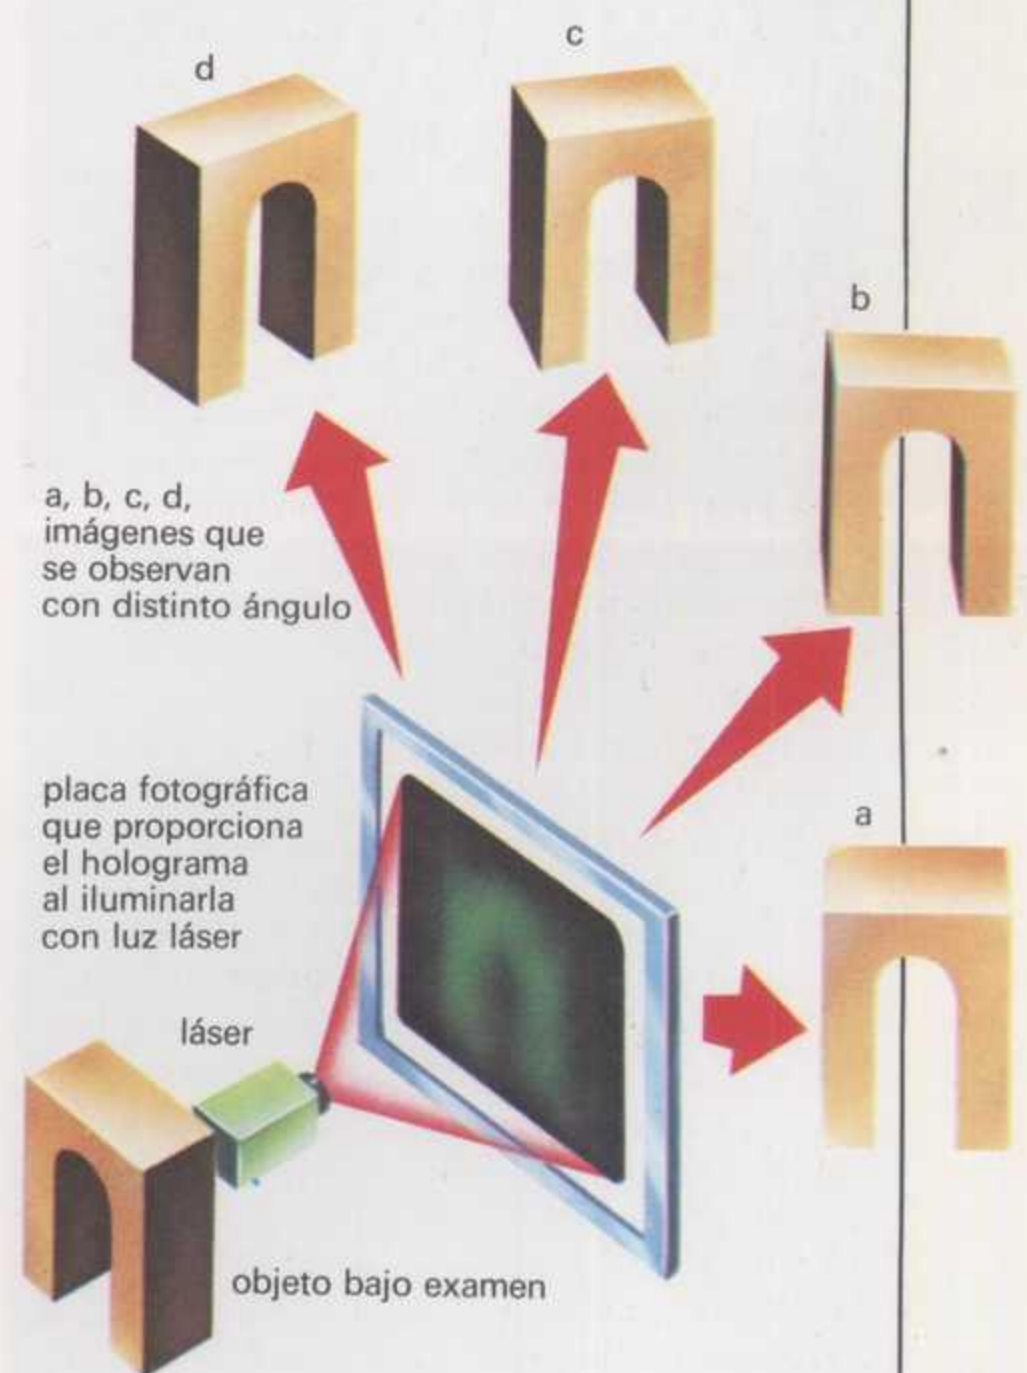 d
c
b
a, b, c, d,
imágenes que
se observan
con distinto ángulo
placa fotográfica
que proporciona
el holograma
al iluminarla
con luz láser
a
láser
objeto bajo examen